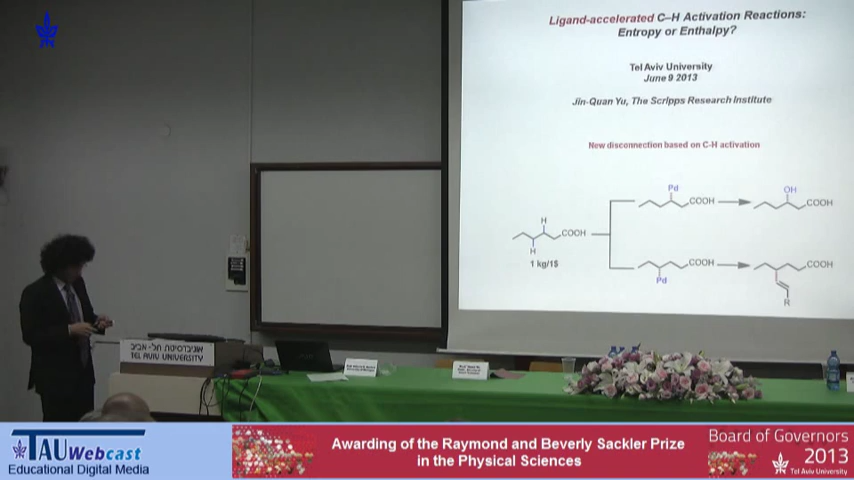 Ligand-accelerated C–H Activation Reactions:
Entropy or Enthalpy?
Tel Aviv University
June 9 2013
Jin-Quan Yu, The Scripps Research Institute
New disconnection based on C-H activation
Pd
COOH
OH
COOH
H
COOH
H
1 kg/1$
COOH
Pd
COOH
R
אוניברסיטת תל-אביב
TEL AVIV UNIVERSITY
TAU Webcast
Educational Digital Media
Awarding of the Raymond and Beverly Sackler Prize
in the Physical Sciences
Board of Governors
2013
Tel Aviv University